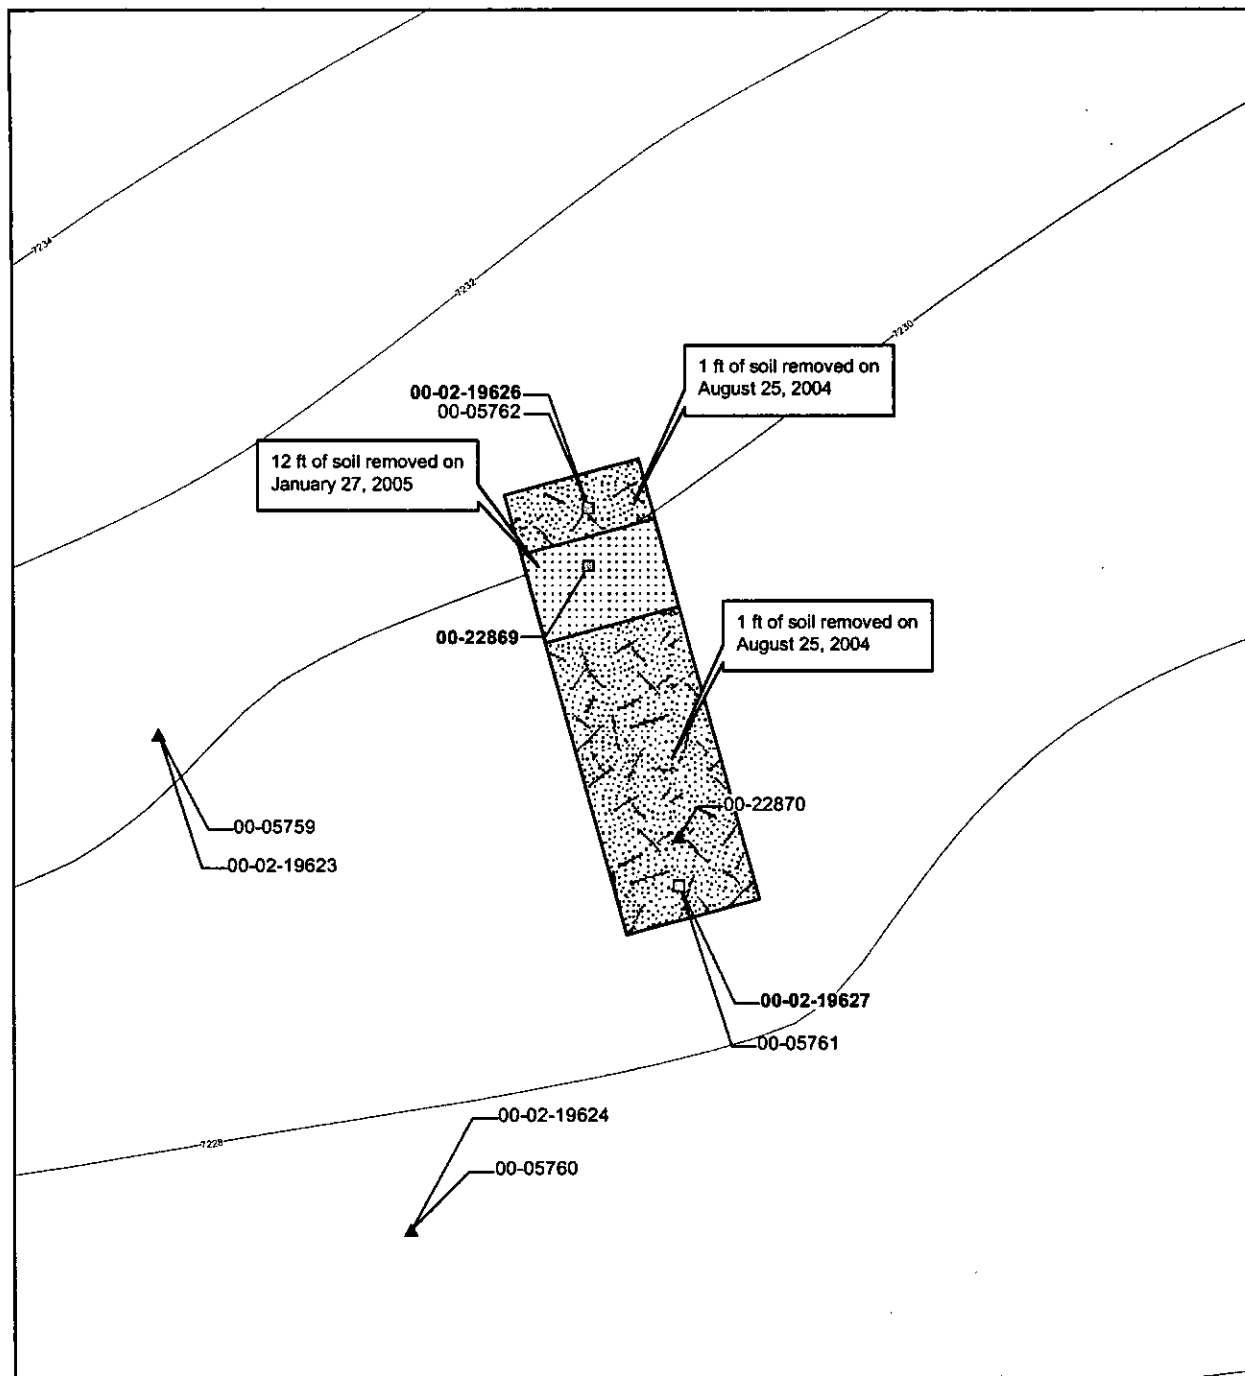 7234
7232
7230
1 ft of soil removed on
August 25, 2004
00-02-19626
00-05762
12 ft of soil removed on
January 27, 2005
00-22869
1 ft of soil removed on
August 25, 2004
00-22870
00-05759
00-02-19623
00-02-19627
00-05761
00-02-19624
7228
00-05760